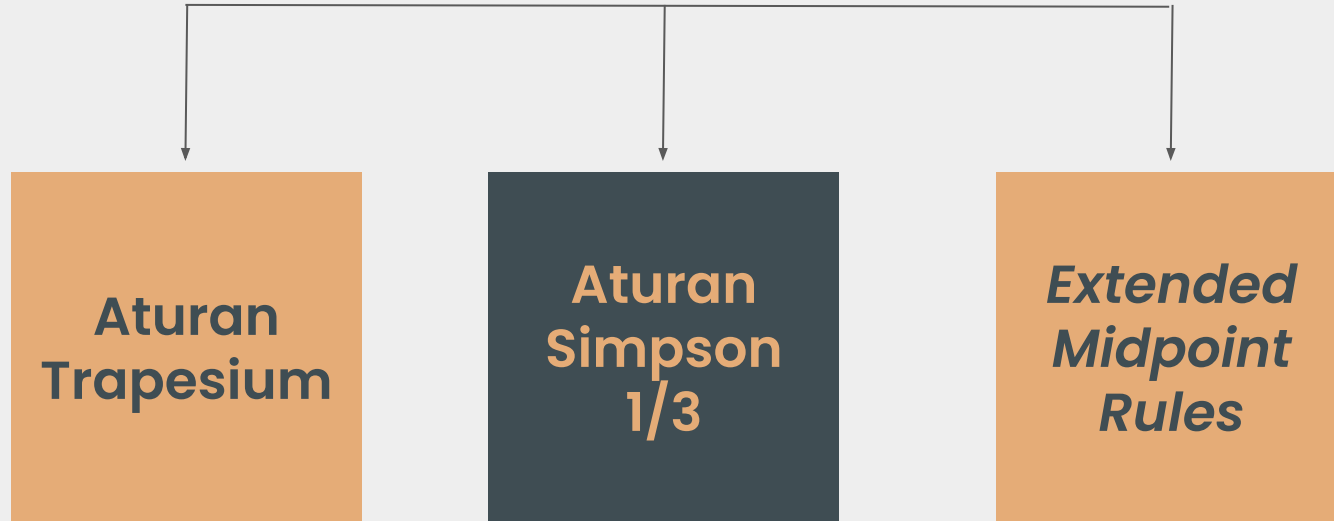 Aturan
Trapesium
Aturan
Simpson
1/3
Extended
Midpoint
Rules